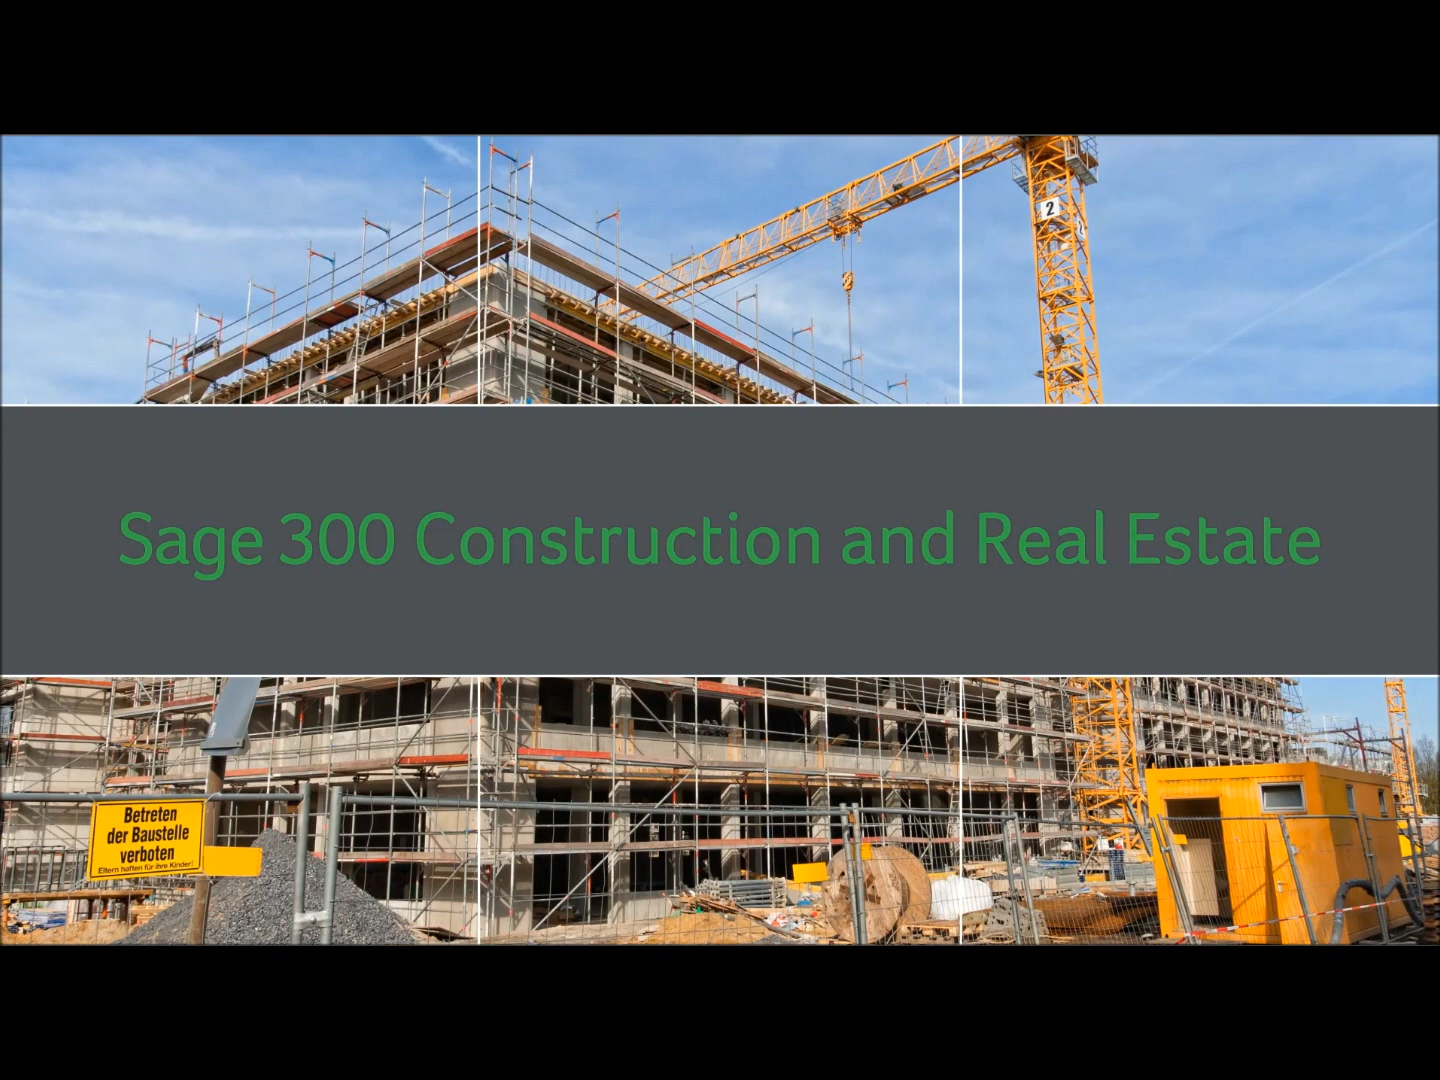 2
Sage 300 Construction and Real Estate
Betreten
der Baustelle
verboten
Eltern haften für ihre Kinder!